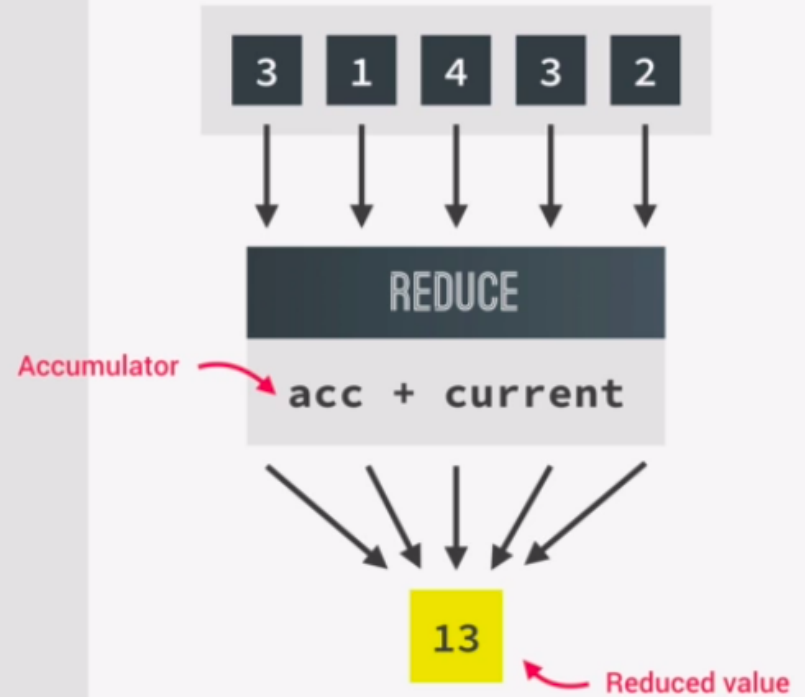 3 1 4 3 2
REDUCE
Accumulator
acc + current
13
Reduced value